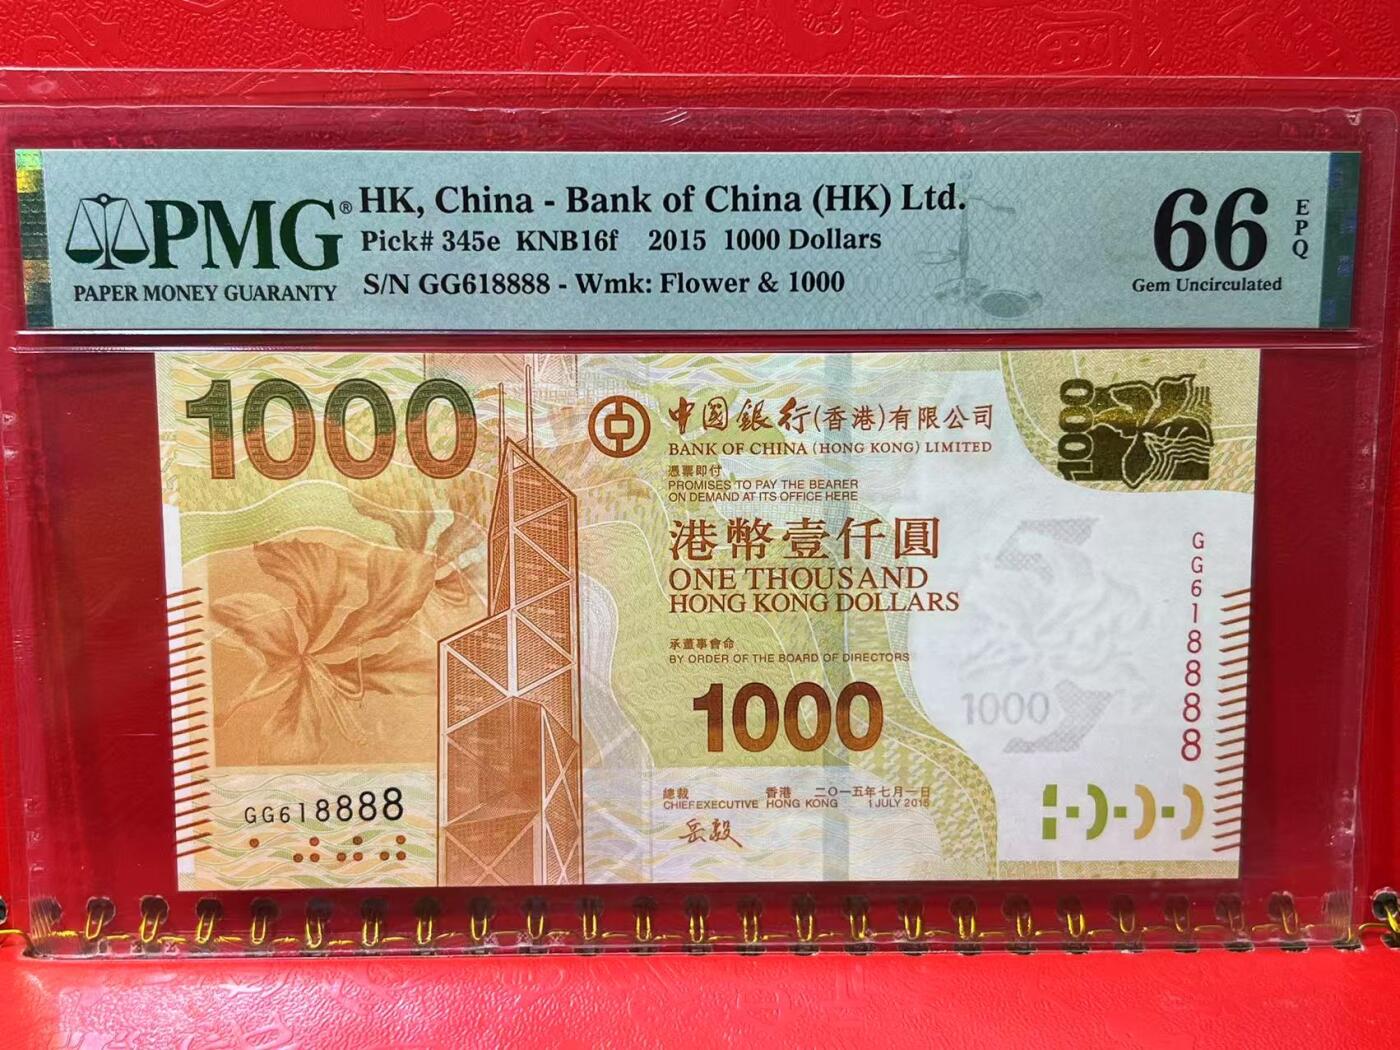 PMG®
PAPER MONEY GUARANTY
HK, China - Bank of China (HK) Ltd.
Pick# 345e KNB16f 2015 1000 Dollars
S/N GG618888 - Wmk: Flower & 1000
66
EPQ
Gem Uncirculated
1000
中國銀行(香港)有限公司
BANK OF CHINA (HONG KONG) LIMITED
憑票即付
PROMISES TO PAY THE BEARER
ON DEMAND AT ITS OFFICE HERE
港幣壹仟圓
ONE THOUSAND
HONG KONG DOLLARS
承董事會命
BY ORDER OF THE BOARD OF DIRECTORS
1000
總裁 香港 二〇一五年七月一日
CHIEF EXECUTIVE HONG KONG 1 JULY 2015
岳毅
1000
1000
GG618888
GG618888